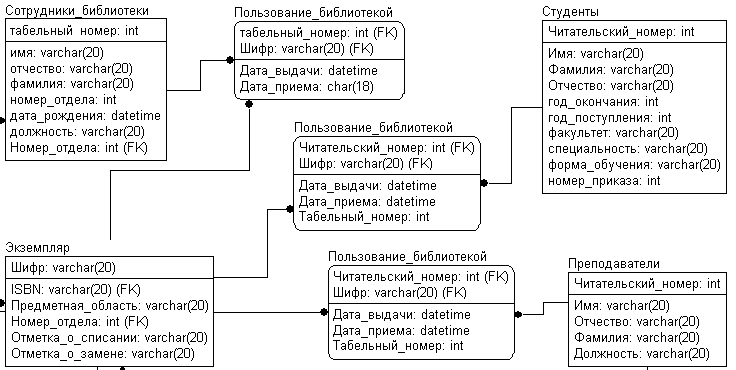 Сотрудники_библиотеки
табельный_номер: int
имя: varchar(20)
отчество: varchar(20)
фамилия: varchar(20)
номер_отдела: int
дата_рождения: datetime
должность: varchar(20)
Номер_отдела: int (FK)
Пользование_библиотекой
табельный_номер: int (FK)
Шифр: varchar(20) (FK)
Дата_выдачи: datetime
Дата_приема: char(18)
Студенты
Читательский_номер: int
Имя: varchar(20)
Фамилия: varchar(20)
Отчество: varchar(20)
год_окончания: int
год_поступления: int
факультет: varchar(20)
специальность: varchar(20)
форма_обучения: varchar(20)
номер_приказа: int
Пользование_библиотекой
Читательский_номер: int (FK)
Шифр: varchar(20) (FK)
Дата_выдачи: datetime
Дата_приема: datetime
Табельный_номер: int
Экземпляр
Шифр: varchar(20)
ISBN: varchar(20) (FK)
Предметная_область: varchar(20)
Номер_отдела: int (FK)
Отметка_о_списании: varchar(20)
Отметка_о_замене: varchar(20)
Пользование_библиотекой
Читательский_номер: int (FK)
Шифр: varchar(20) (FK)
Дата_выдачи: datetime
Дата_приема: datetime
Табельный_номер: int
Преподаватели
Читательский_номер: int
Имя: varchar(20)
Отчество: varchar(20)
Фамилия: varchar(20)
Должность: varchar(20)